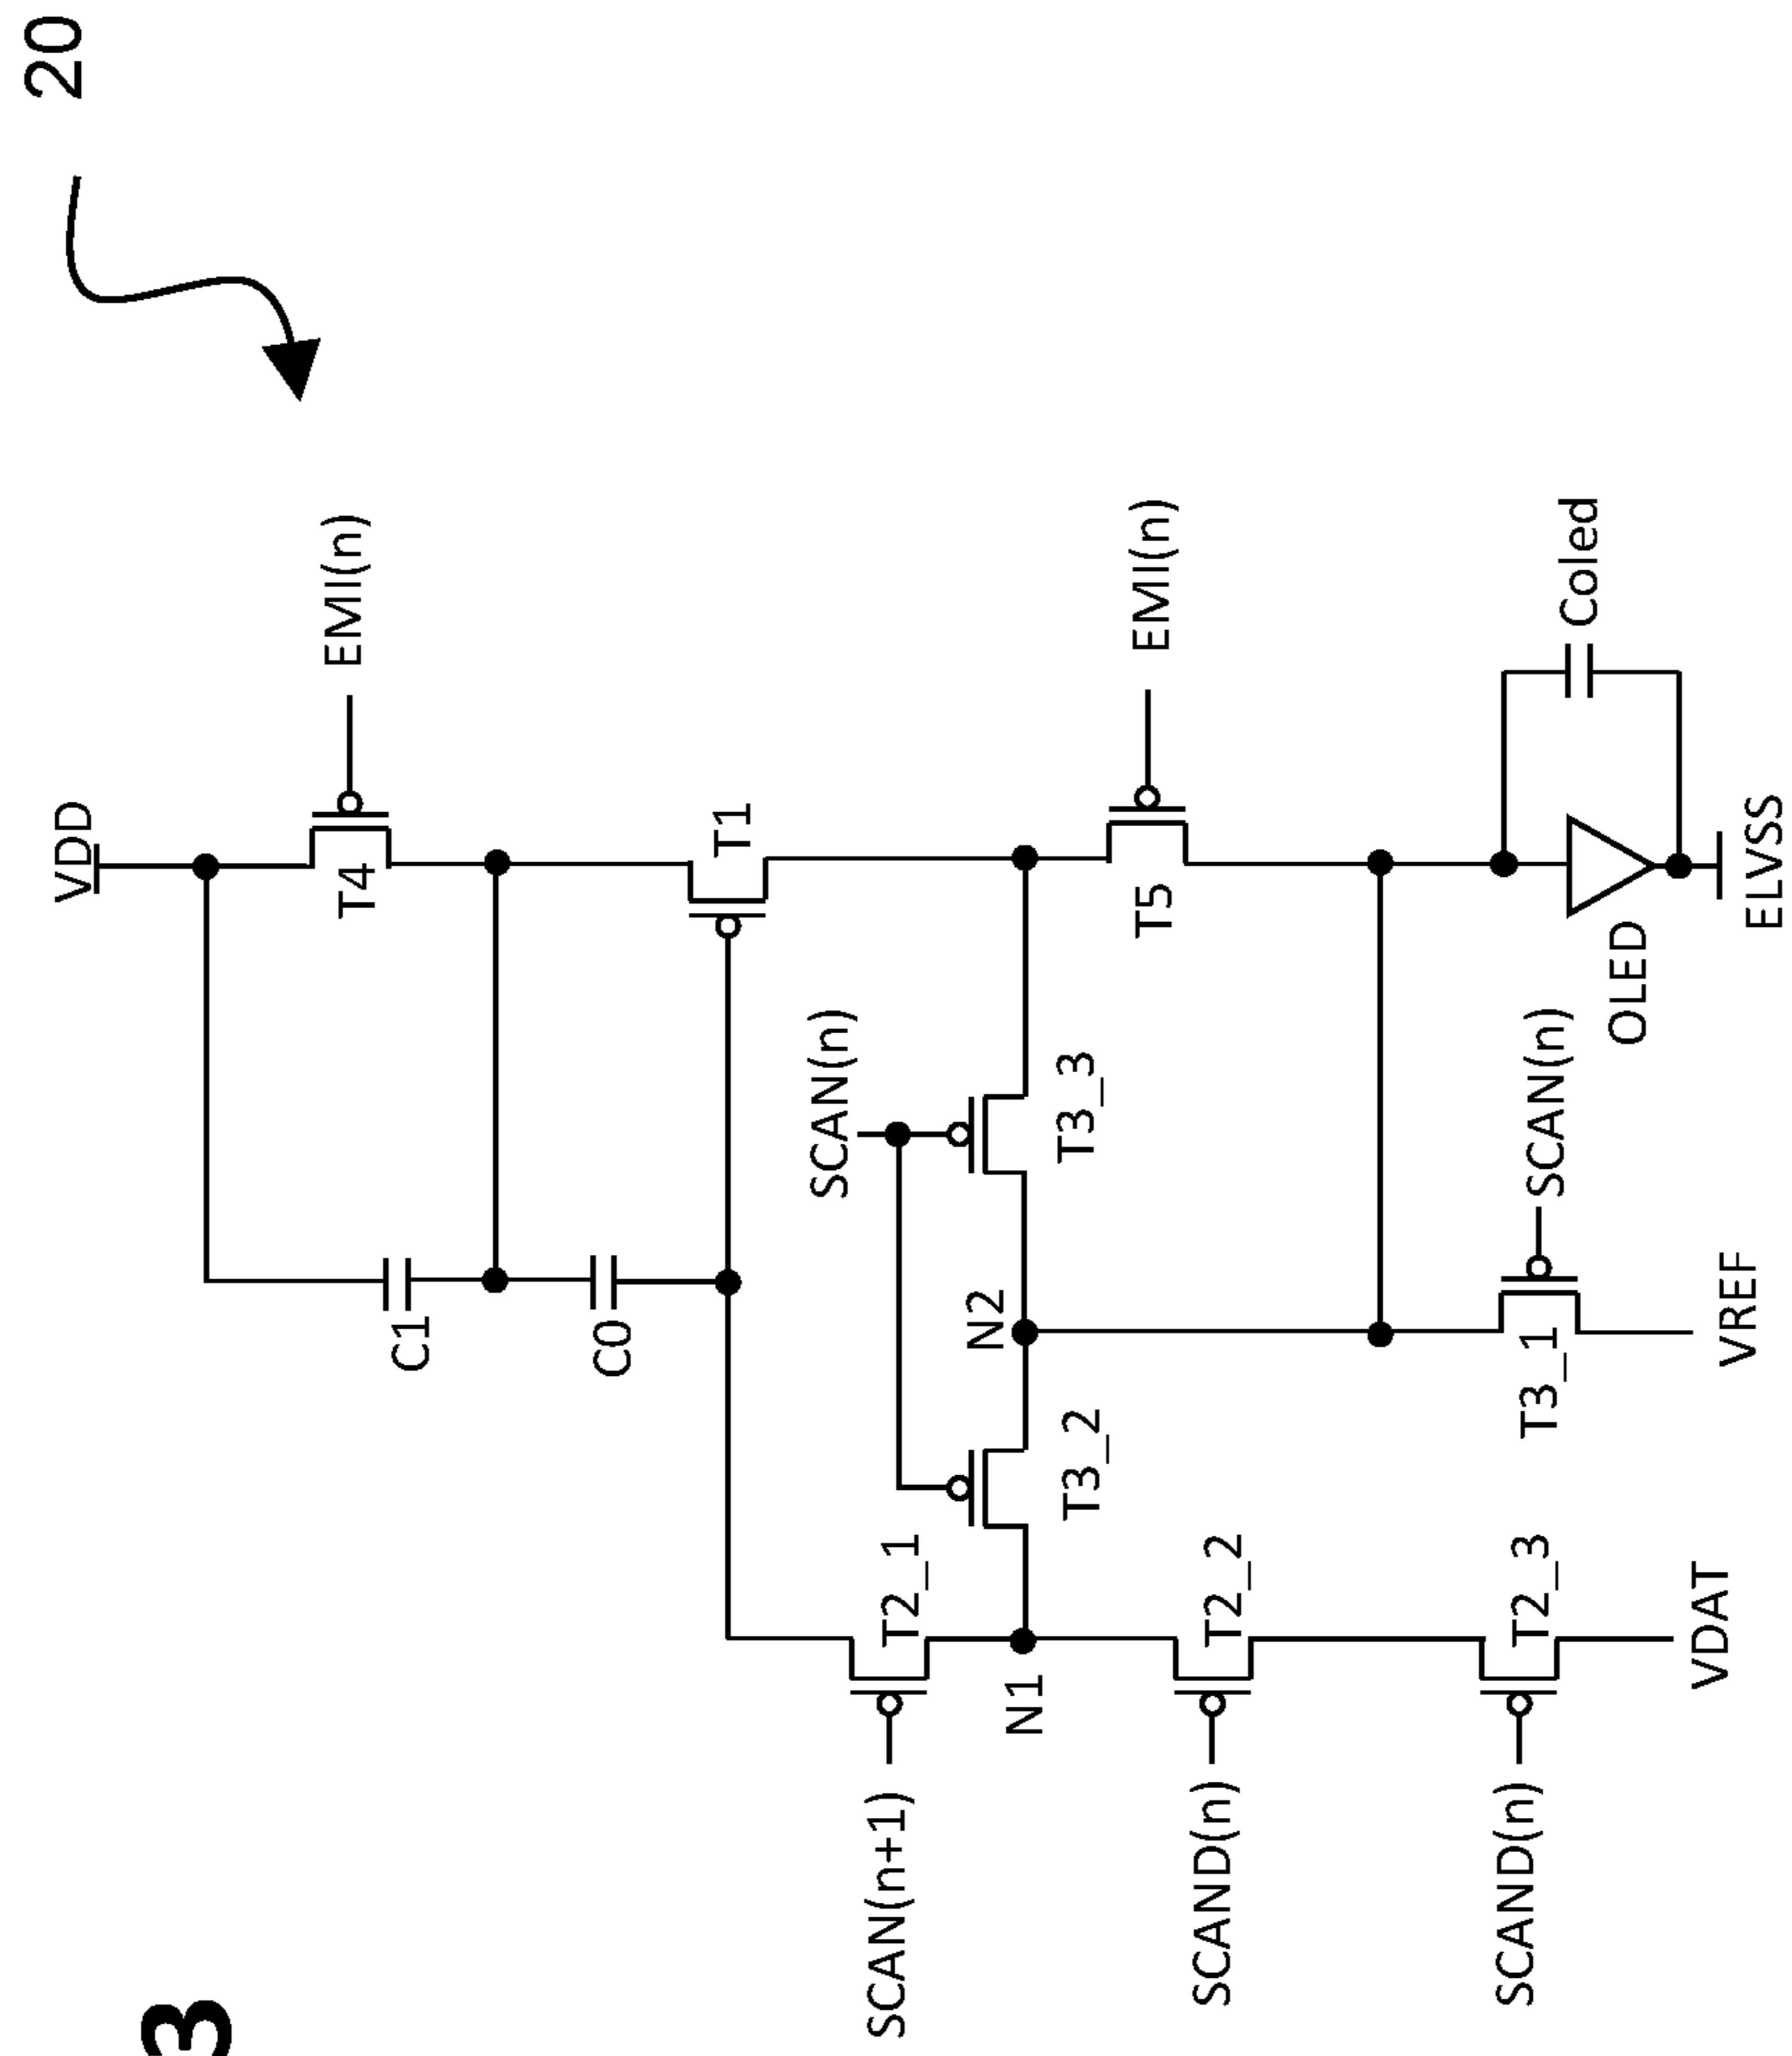 20
VDD
EMI(n)
T4
C1
C0
T1
SCAN(n)
EMI(n)
T5
T3_3
N2
T3_2
SCAN(n+1)
T2_1
N1
SCAND(n)
T2_2
SCAND(n)
T2_3
VDAT
T3_1
SCAN(n)
VREF
OLED
Coled
ELVSS
3